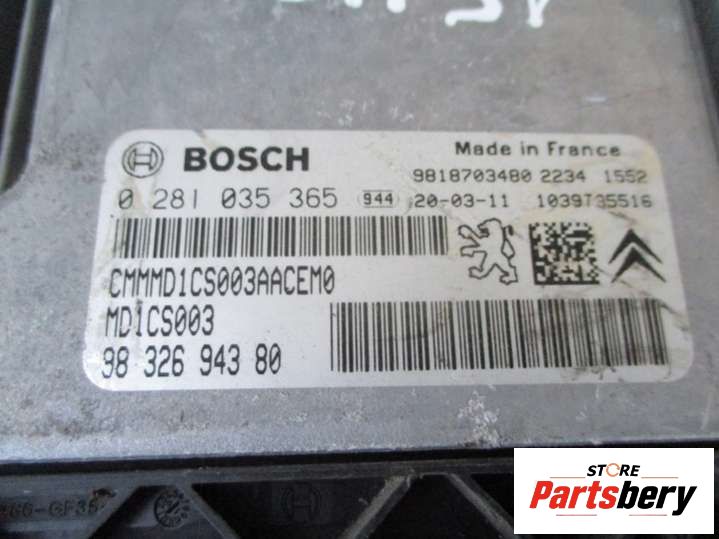 BOSCH
Made in France
9818703480 2234 1552
0 281 035 365 944 20-03-11 1039735516
CMMMD1CS003AACEM0
MD1CS003
98 326 943 80
STORE
Partsbery